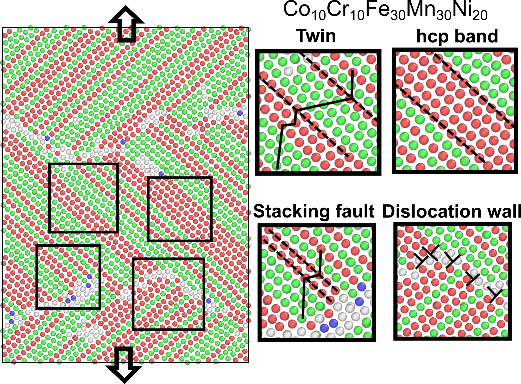 Co10Cr10Fe30Mn30Ni20
Twin
hcp band
Stacking fault
Dislocation wall